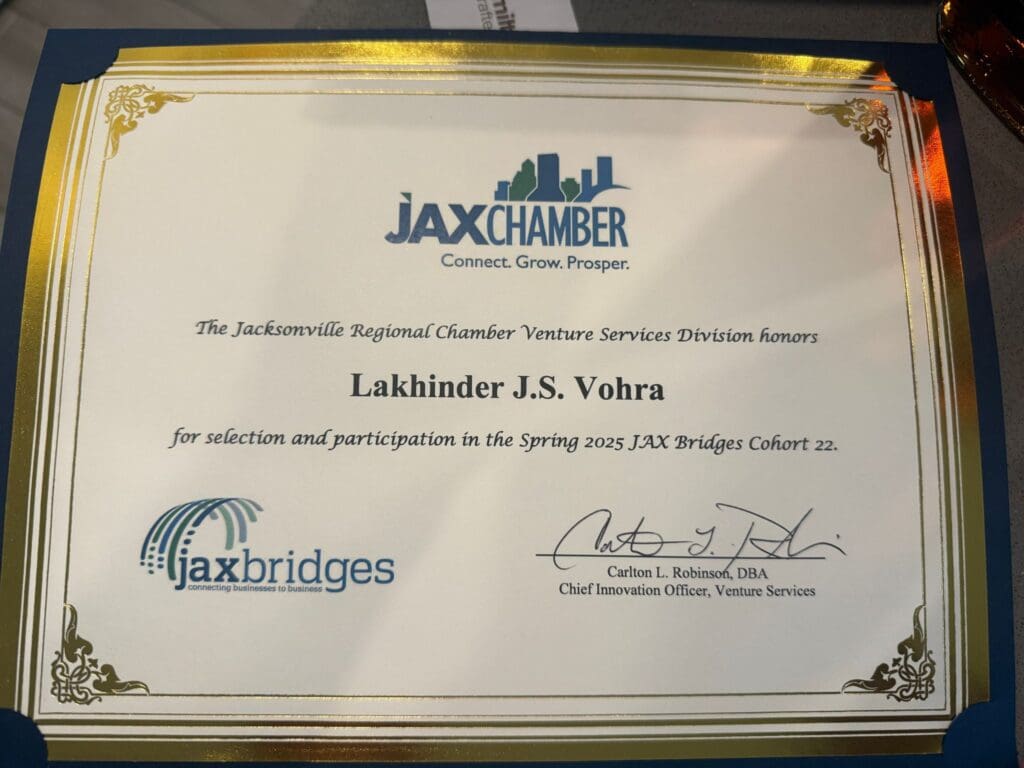 JAXCHAMBER
Connect. Grow. Prosper.
The Jacksonville Regional Chamber Venture Services Division honors
Lakhinder J.S. Vohra
for selection and participation in the Spring 2025 JAX Bridges Cohort 22.
jaxbridges
connecting businesses to business
Carlton L. Robinson, DBA
Chief Innovation Officer, Venture Services